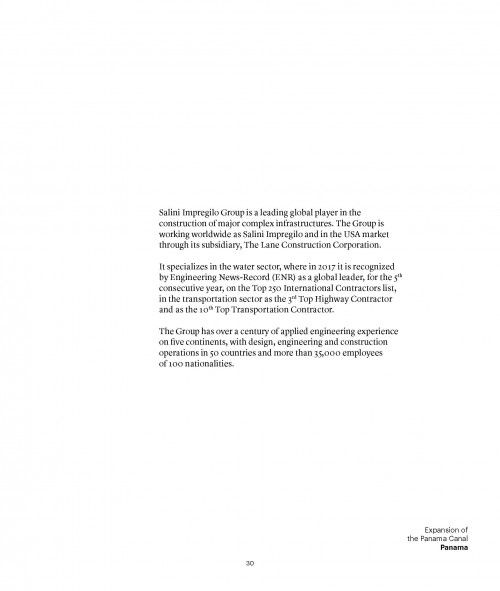 Salini Impregilo Group is a leading global player in the
construction of major complex infrastructures. The Group is
working worldwide as Salini Impregilo and in the USA market
through its subsidiary, The Lane Construction Corporation.
It specializes in the water sector, where in 2017 it is recognized
by Engineering News-Record (ENR) as a global leader, for the 5th
consecutive year, on the Top 250 International Contractors list,
in the transportation sector as the 3rd Top Highway Contractor
and as the 10th Top Transportation Contractor.
The Group has over a century of applied engineering experience
on five continents, with design, engineering and construction
operations in 50 countries and more than 35,000 employees
of 100 nationalities.
Expansion of
the Panama Canal
Panama
30